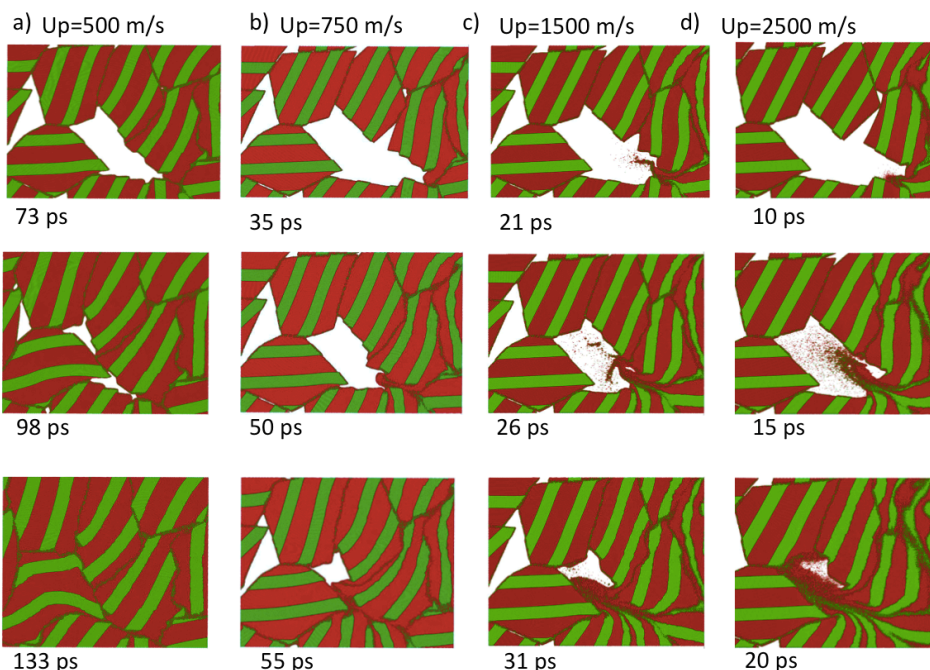 a) Up=500 m/s b) Up=750 m/s c) Up=1500 m/s d) Up=2500 m/s
73 ps 35 ps 21 ps 10 ps
98 ps 50 ps 26 ps 15 ps
133 ps 55 ps 31 ps 20 ps